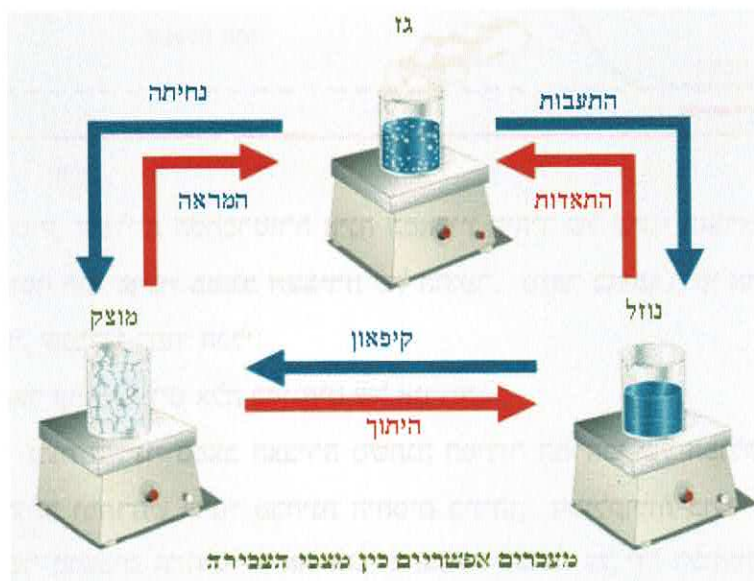 גז
נחיתה
התעבות
המראה
התאדות
מוצק
נוזל
קיפאון
היתוך
מעברים אפשריים בין מצבי הצבירה